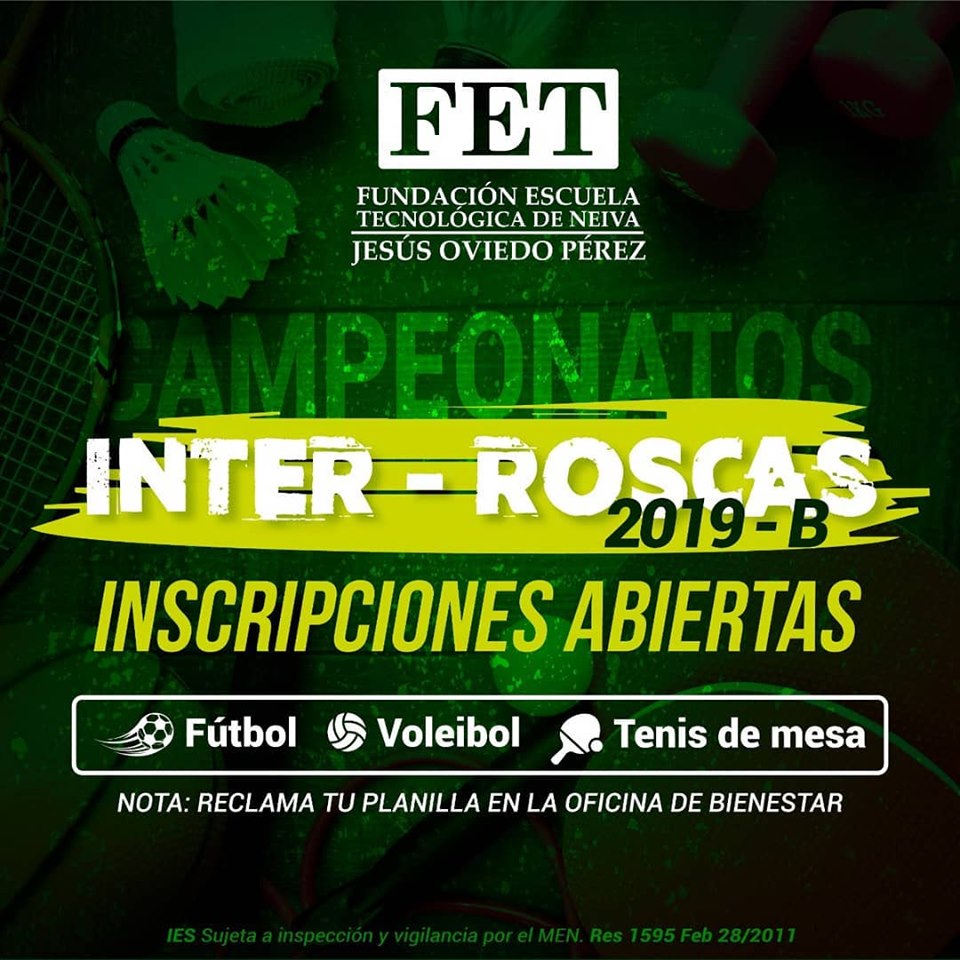 FET
FUNDACIÓN ESCUELA
TECNOLÓGICA DE NEIVA
JESÚS OVIEDO PÉREZ
CAMPEONATOS
INTER - ROSCAS
2019 - B
INSCRIPCIONES ABIERTAS
Fútbol Voleibol Tenis de mesa
NOTA: RECLAMA TU PLANILLA EN LA OFICINA DE BIENESTAR
IES Sujeta a inspección y vigilancia por el MEN. Res 1595 Feb 28/2011
1KG